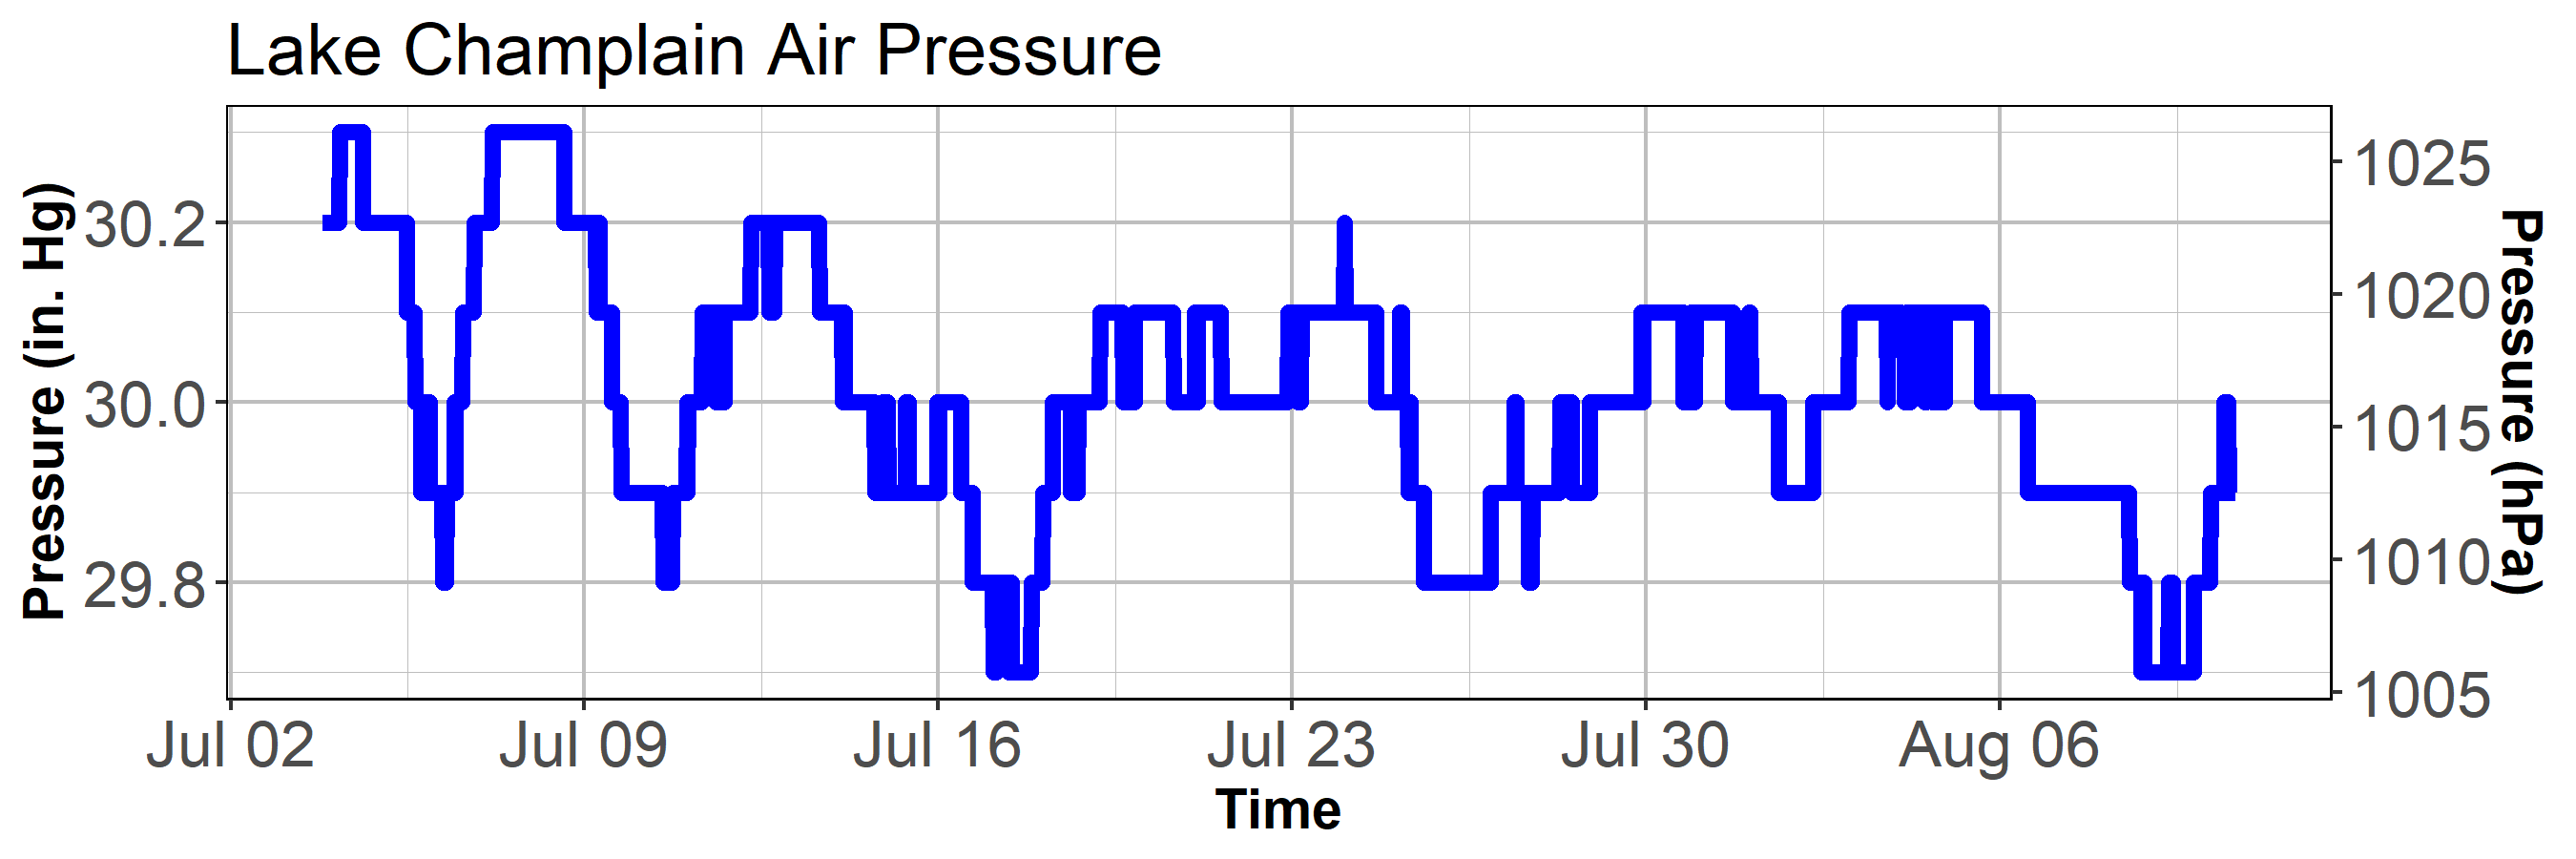 Lake Champlain Air Pressure
Pressure (in. Hg)
30.2
30.0
29.8
1025
1020
1015
1010
1005
Pressure (hPa)
Jul 02 Jul 09 Jul 16 Jul 23 Jul 30 Aug 06
Time